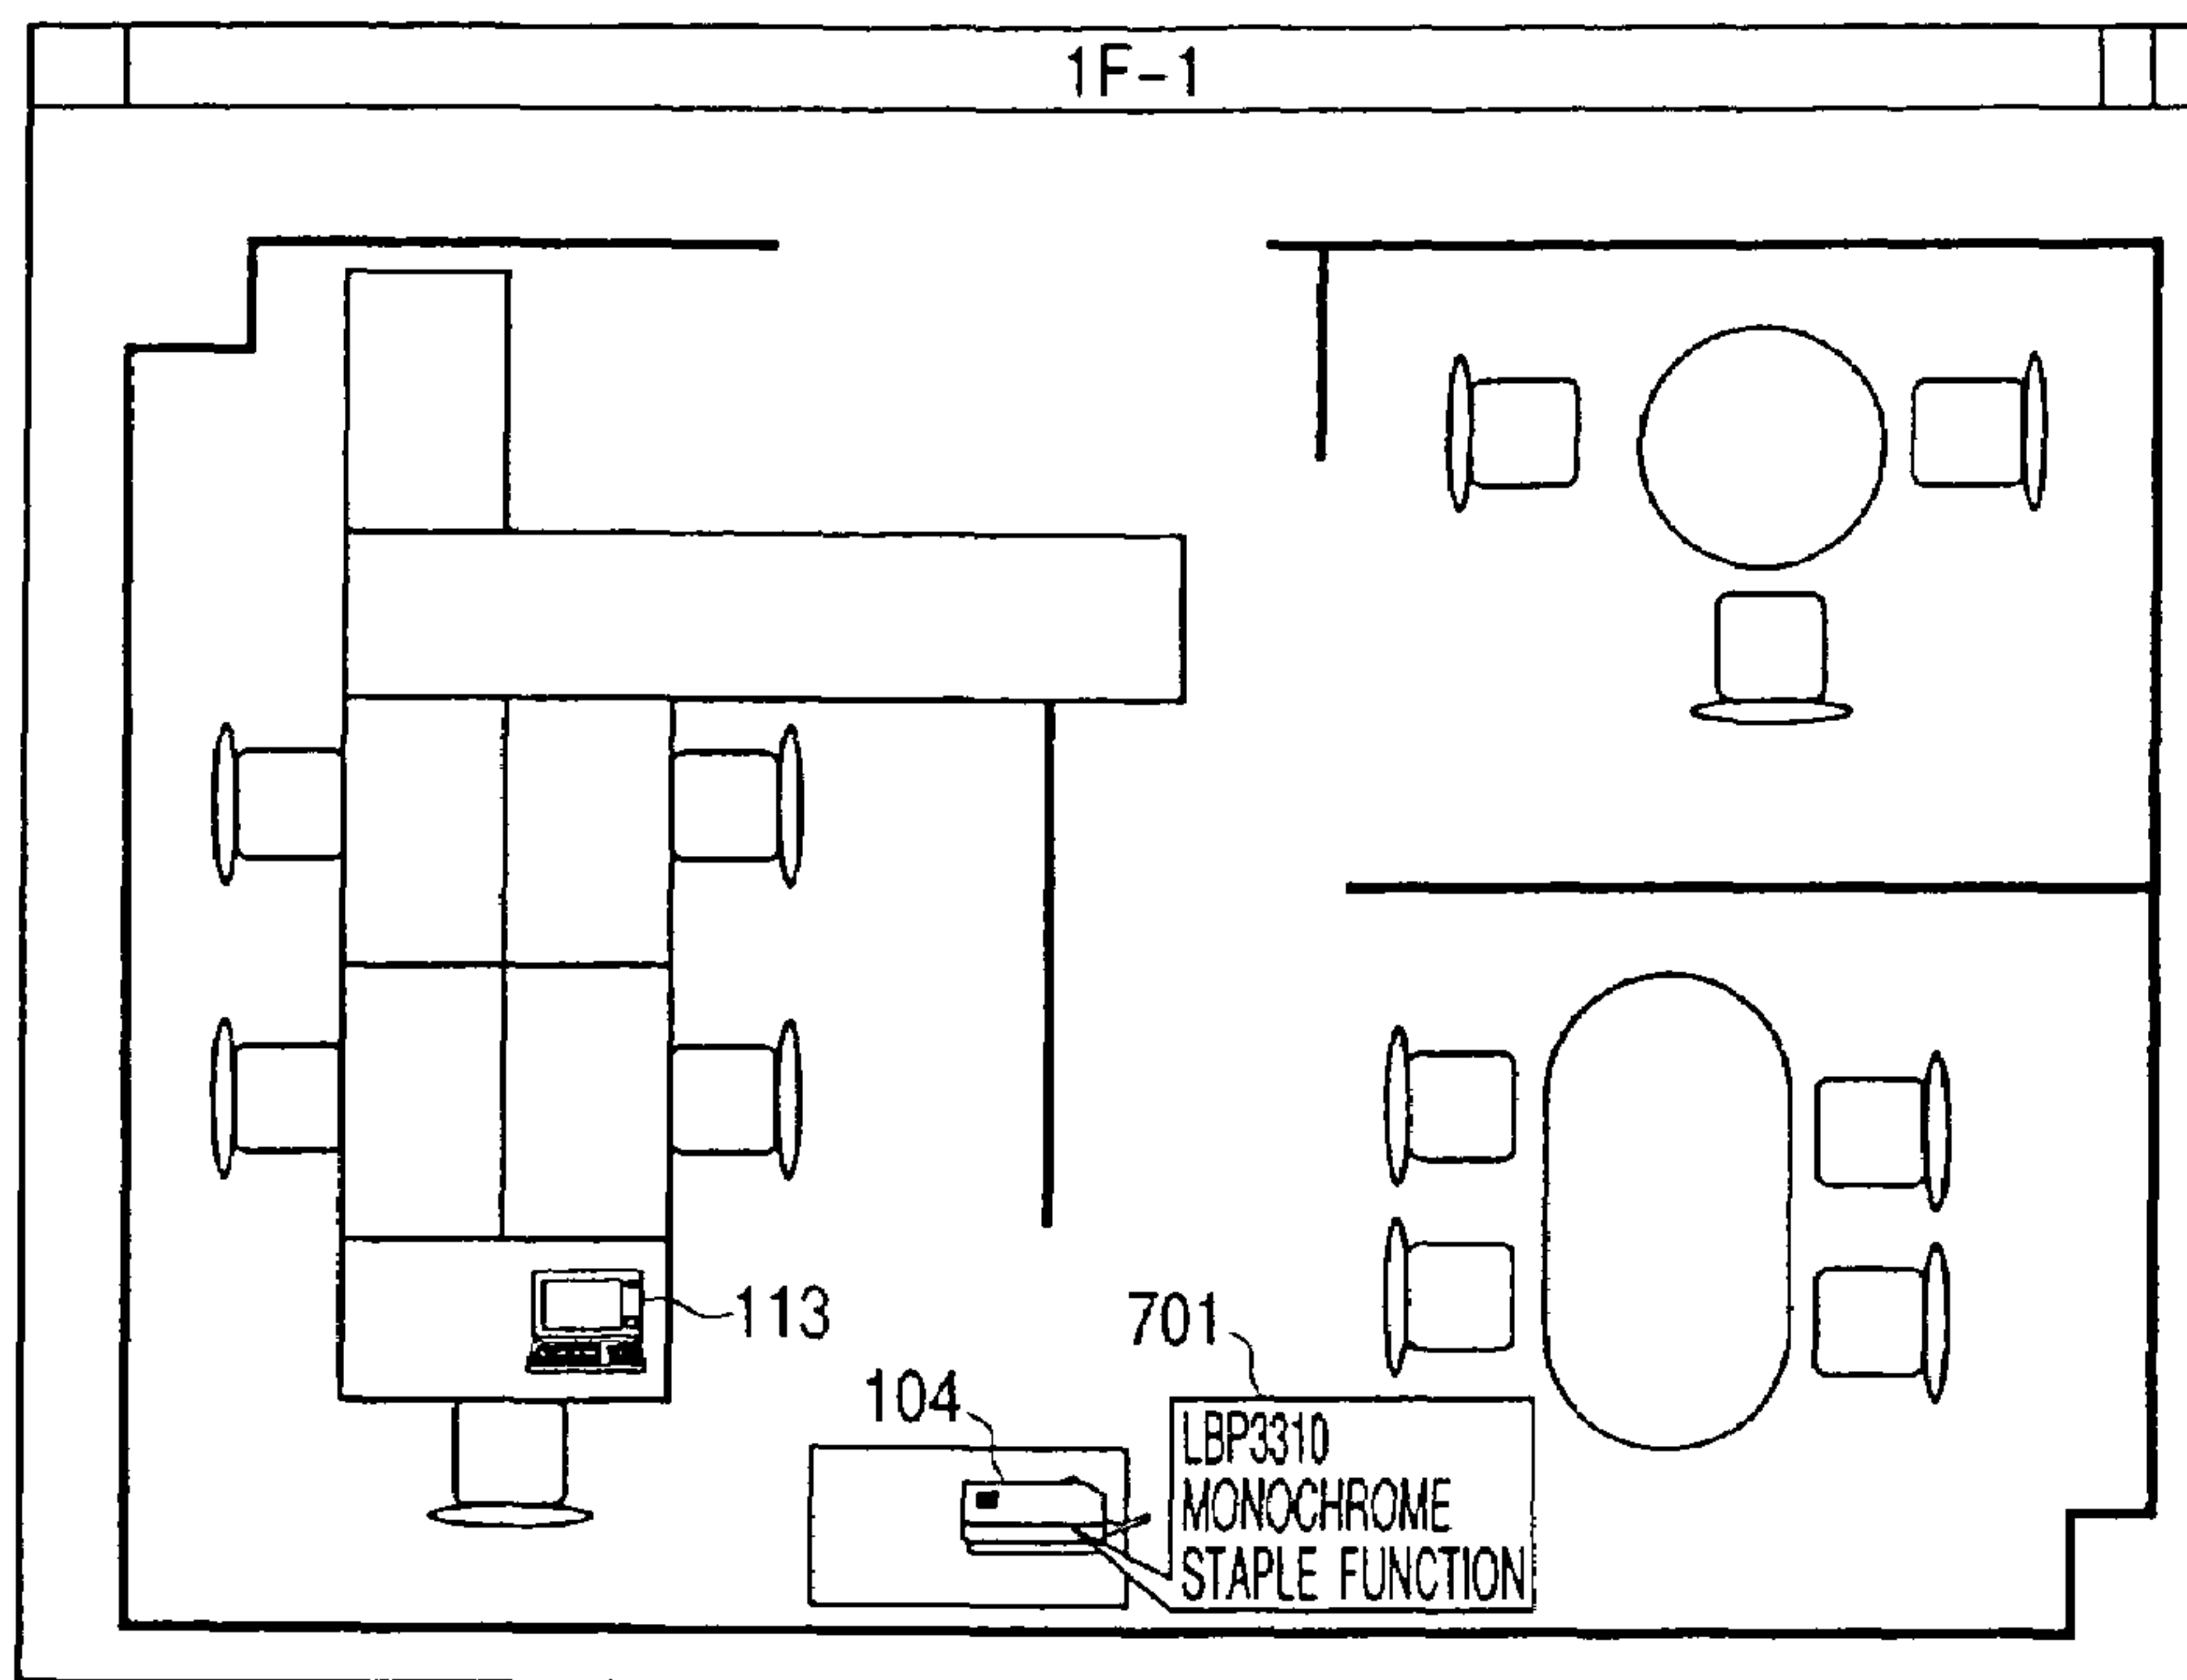 1F-1
113
701
104
LBP3310
MONOCHROME
STAPLE FUNCTION